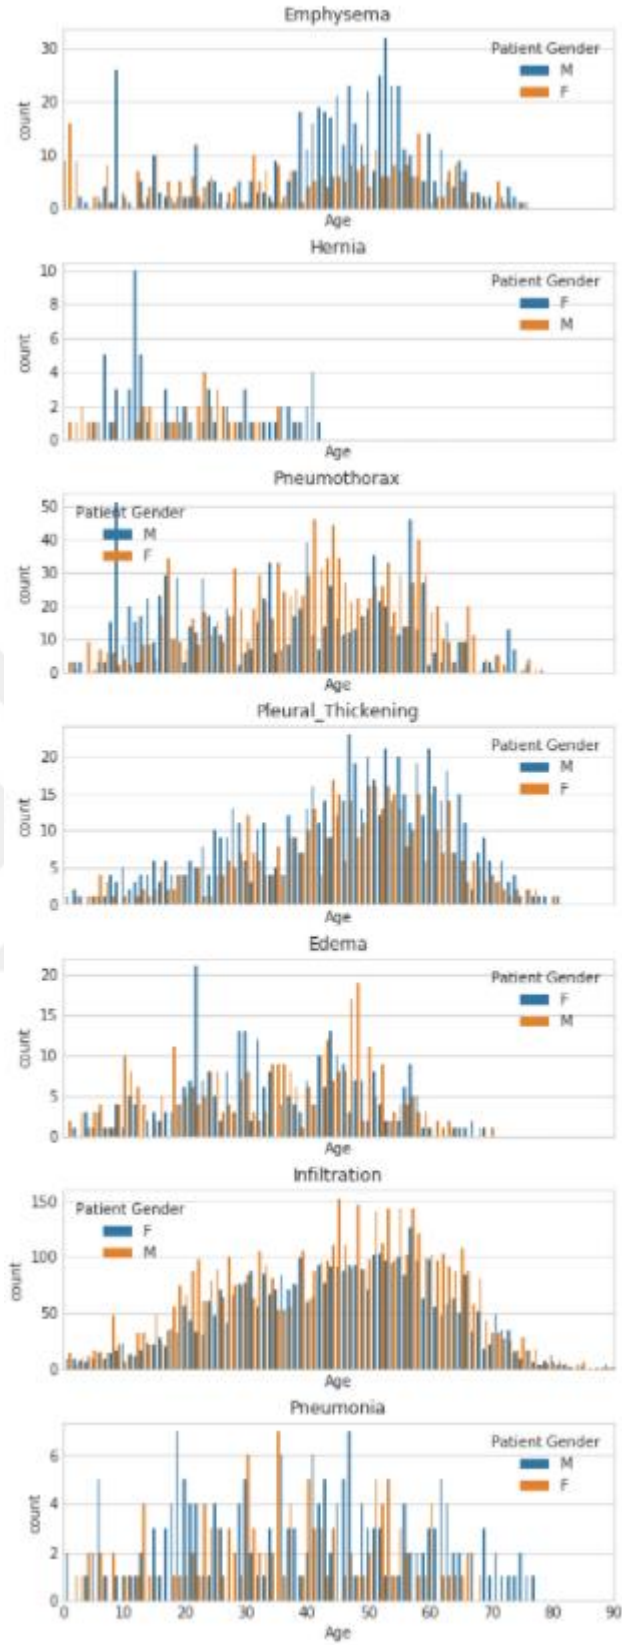 Emphysema
30
20
10
0
count
Patient Gender
M
F
Age
Hernia
10
8
6
4
2
0
count
Patient Gender
F
M
Age
Pneumothorax
50
40
30
20
10
0
count
Patient Gender
M
F
Age
Pleural_Thickening
20
15
10
5
0
count
Patient Gender
M
F
Age
Edema
20
15
10
5
0
count
Patient Gender
F
M
Age
Infiltration
150
100
50
0
count
Patient Gender
F
M
Age
Pneumonia
6
4
2
0
count
Patient Gender
M
F
0 10 20 30 40 50 60 70 80 90
Age